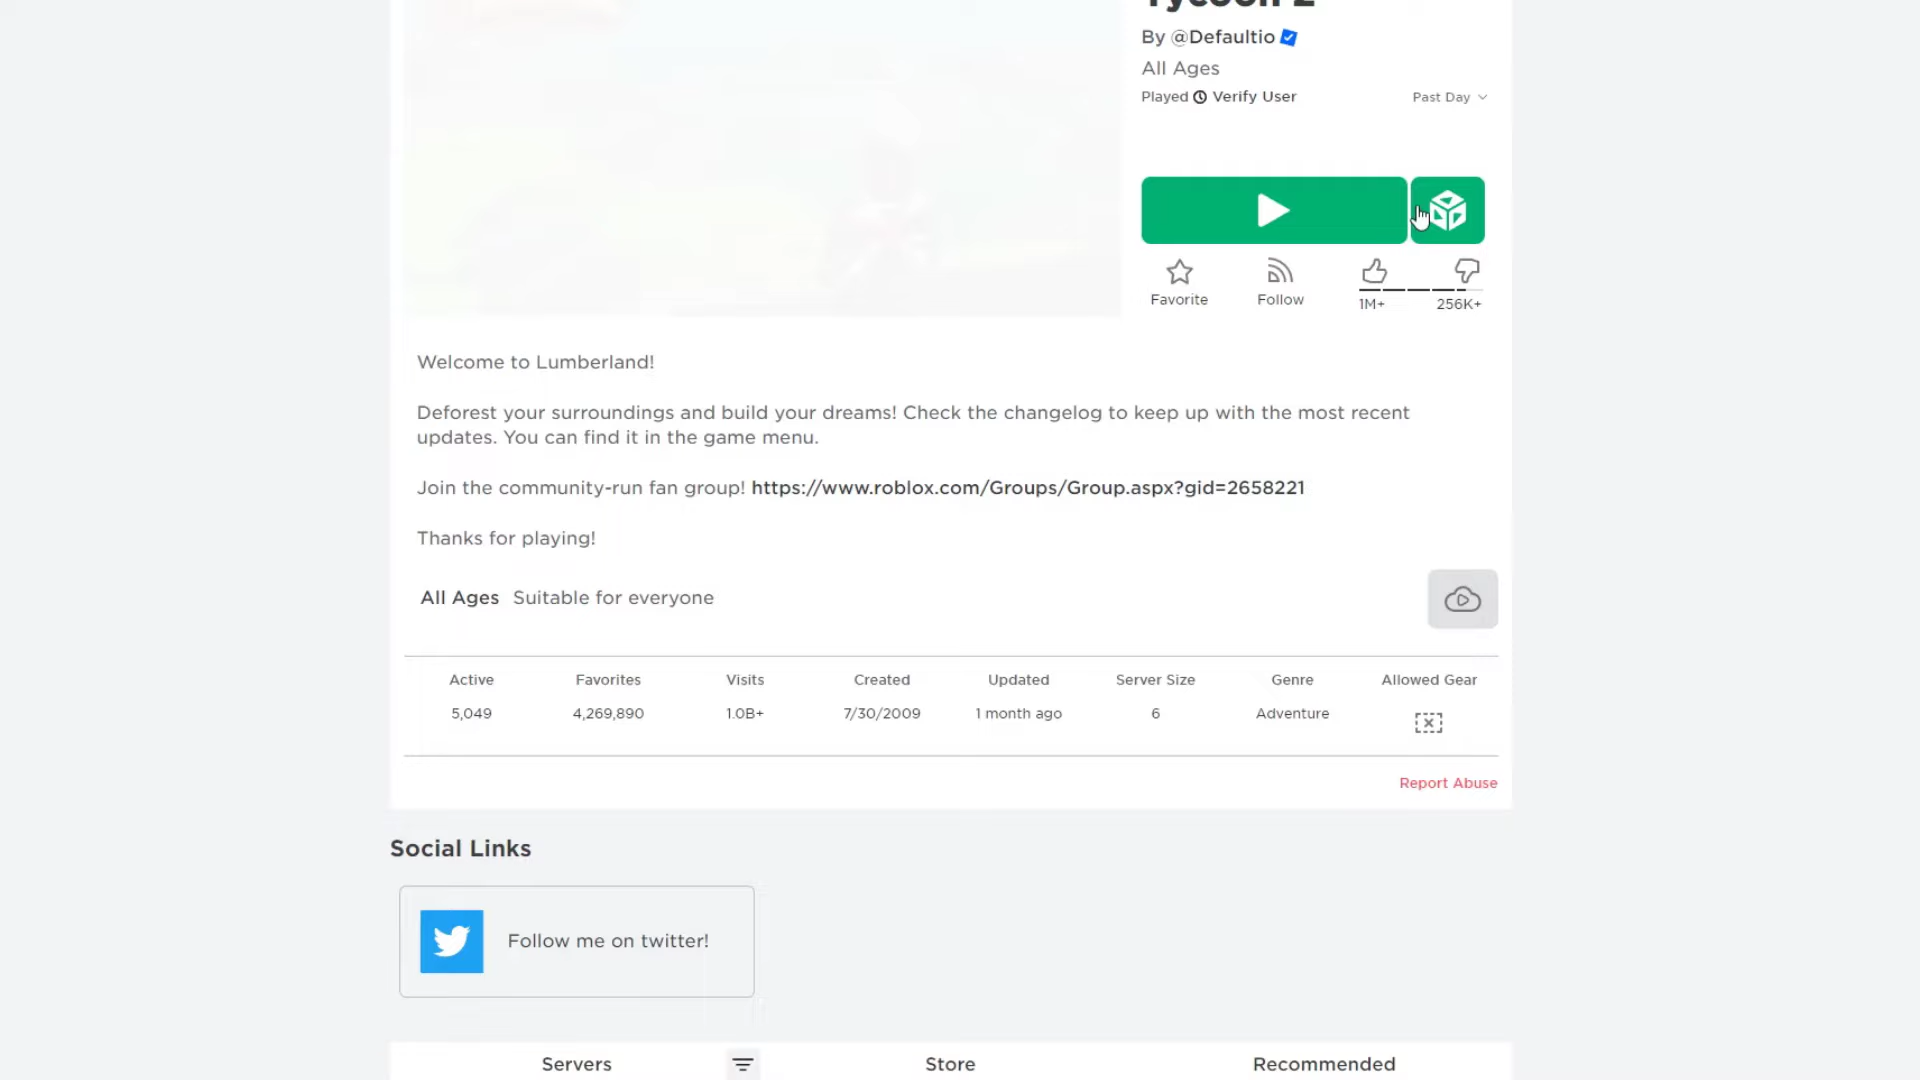 Tycoon 2
By @Defaultio
All Ages
Played Verify User
Past Day
Favorite
Follow
1M+
256K+
Welcome to Lumberland!
Deforest your surroundings and build your dreams! Check the changelog to keep up with the most recent
updates. You can find it in the game menu.
Join the community-run fan group! https://www.roblox.com/Groups/Group.aspx?gid=2658221
Thanks for playing!
All Ages Suitable for everyone
Active Favorites Visits Created Updated Server Size Genre Allowed Gear
5,049 4,269,890 1.0B+ 7/30/2009 1 month ago 6 Adventure
Report Abuse
Social Links
Follow me on twitter!
Servers Store Recommended